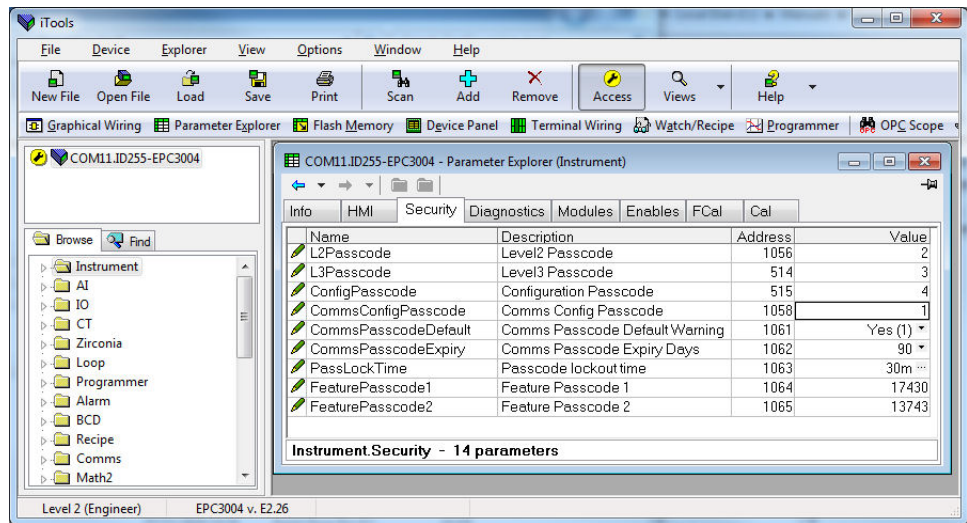 iTools
File Device Explorer View Options Window Help
New File Open File Load Save Print Scan Add Remove Access Views Help
Graphical Wiring Parameter Explorer Flash Memory Device Panel Terminal Wiring Watch/Recipe Programmer OPC Scope
COM11.ID255-EPC3004
COM11.ID255-EPC3004 - Parameter Explorer (Instrument)
Info HMI Security Diagnostics Modules Enables FCal Cal
Name Description Address Value
L2Passcode Level2 Passcode 1056 2
L3Passcode Level3 Passcode 514 3
ConfigPasscode Configuration Passcode 515 4
CommsConfigPasscode Comms Config Passcode 1058 1
CommsPasscodeDefault Comms Passcode Default Warning 1061 Yes (1)
CommsPasscodeExpiry Comms Passcode Expiry Days 1062 90
PassLockTime Passcode lockout time 1063 30m ...
FeaturePasscode1 Feature Passcode 1 1064 17430
FeaturePasscode2 Feature Passcode 2 1065 13743
Instrument.Security - 14 parameters
Browse Find
Instrument
AI
IO
CT
Zirconia
Loop
Programmer
Alarm
BCD
Recipe
Comms
Math2
Level 2 (Engineer) EPC3004 v. E2.26